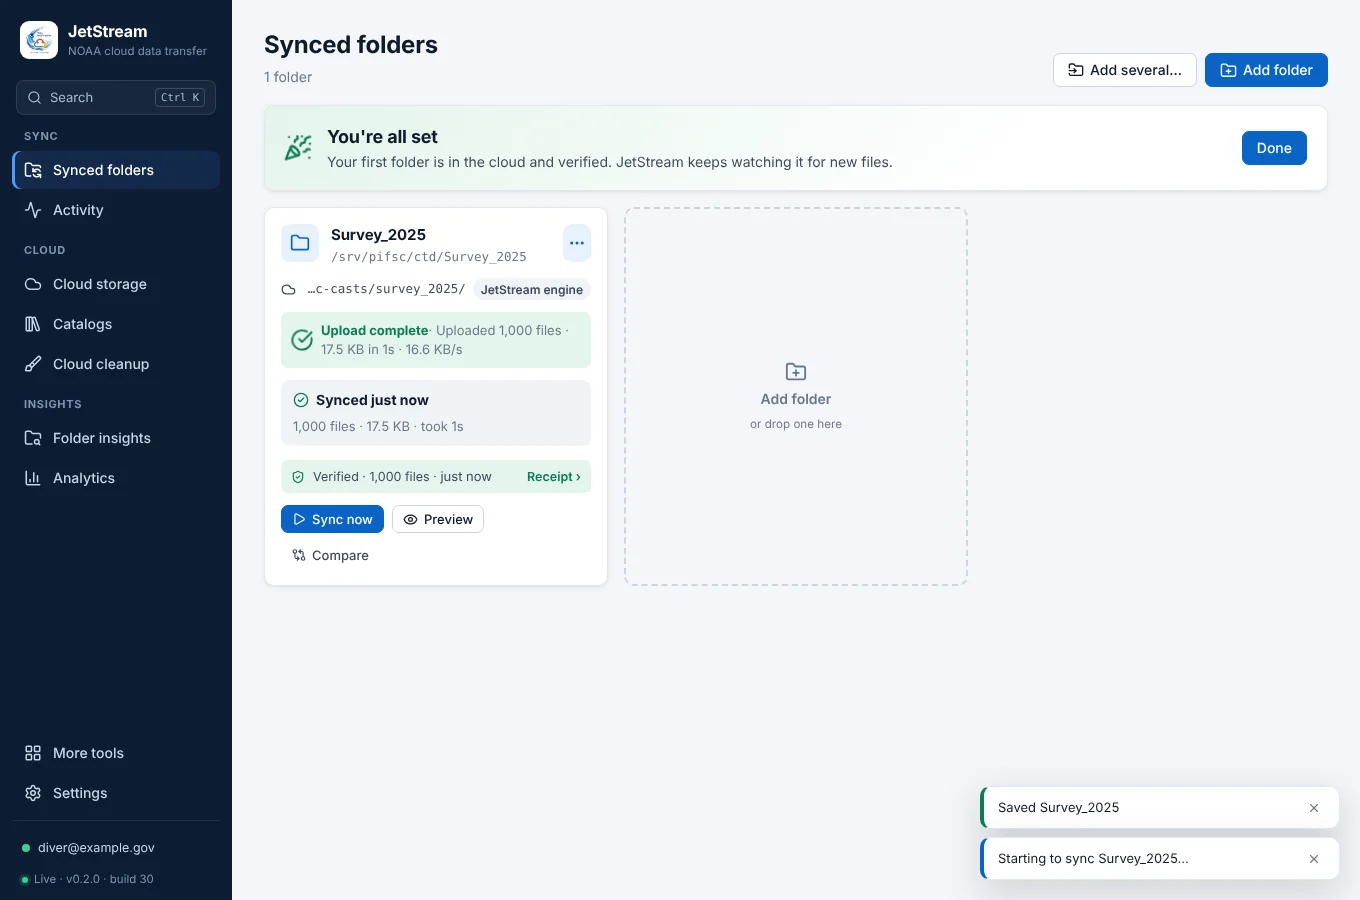 JetStream
NOAA cloud data transfer
Search
Ctrl K
SYNC
Synced folders
Activity
CLOUD
Cloud storage
Catalogs
Cloud cleanup
INSIGHTS
Folder insights
Analytics
More tools
Settings
diver@example.gov
Live · v0.2.0 · build 30
Synced folders
1 folder
Add several...
Add folder
You're all set
Your first folder is in the cloud and verified. JetStream keeps watching it for new files.
Done
Survey_2025
/srv/pifsc/ctd/Survey_2025
…c-casts/survey_2025/
JetStream engine
Upload complete· Uploaded 1,000 files ·
17.5 KB in 1s · 16.6 KB/s
Synced just now
1,000 files · 17.5 KB · took 1s
Verified · 1,000 files · just now
Receipt ›
Sync now
Preview
Compare
Add folder
or drop one here
Saved Survey_2025
Starting to sync Survey_2025...